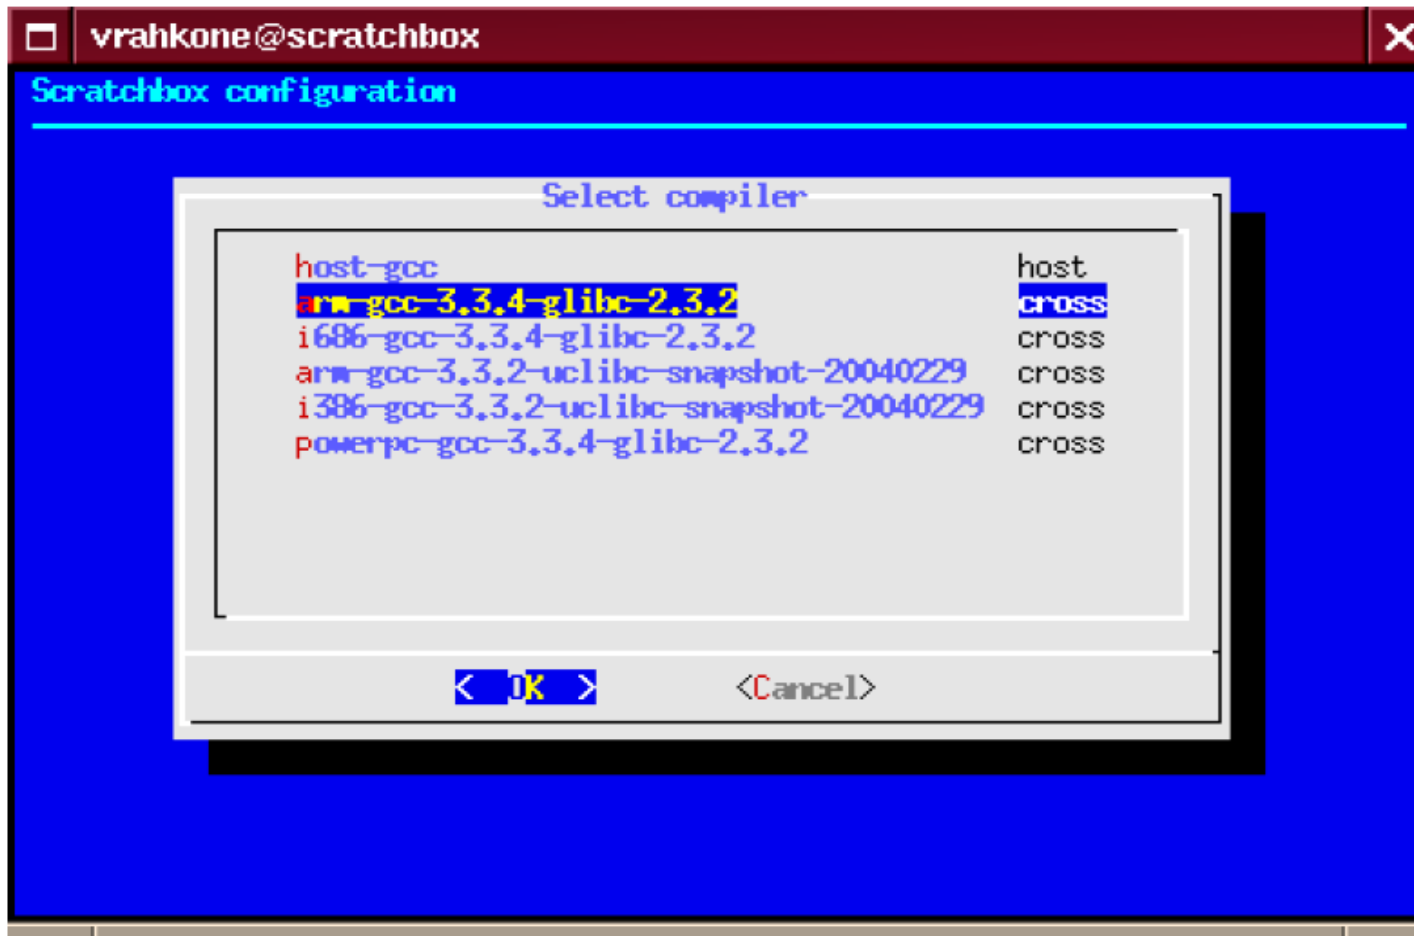 vrahkone@scratchbox
Scratchbox configuration
Select compiler
host-gcc host
arm-gcc-3.3.4-glibc-2.3.2 cross
i686-gcc-3.3.4-glibc-2.3.2 cross
arm-gcc-3.3.2-uclibc-snapshot-20040229 cross
i386-gcc-3.3.2-uclibc-snapshot-20040229 cross
powerpc-gcc-3.3.4-glibc-2.3.2 cross
< OK > <Cancel>